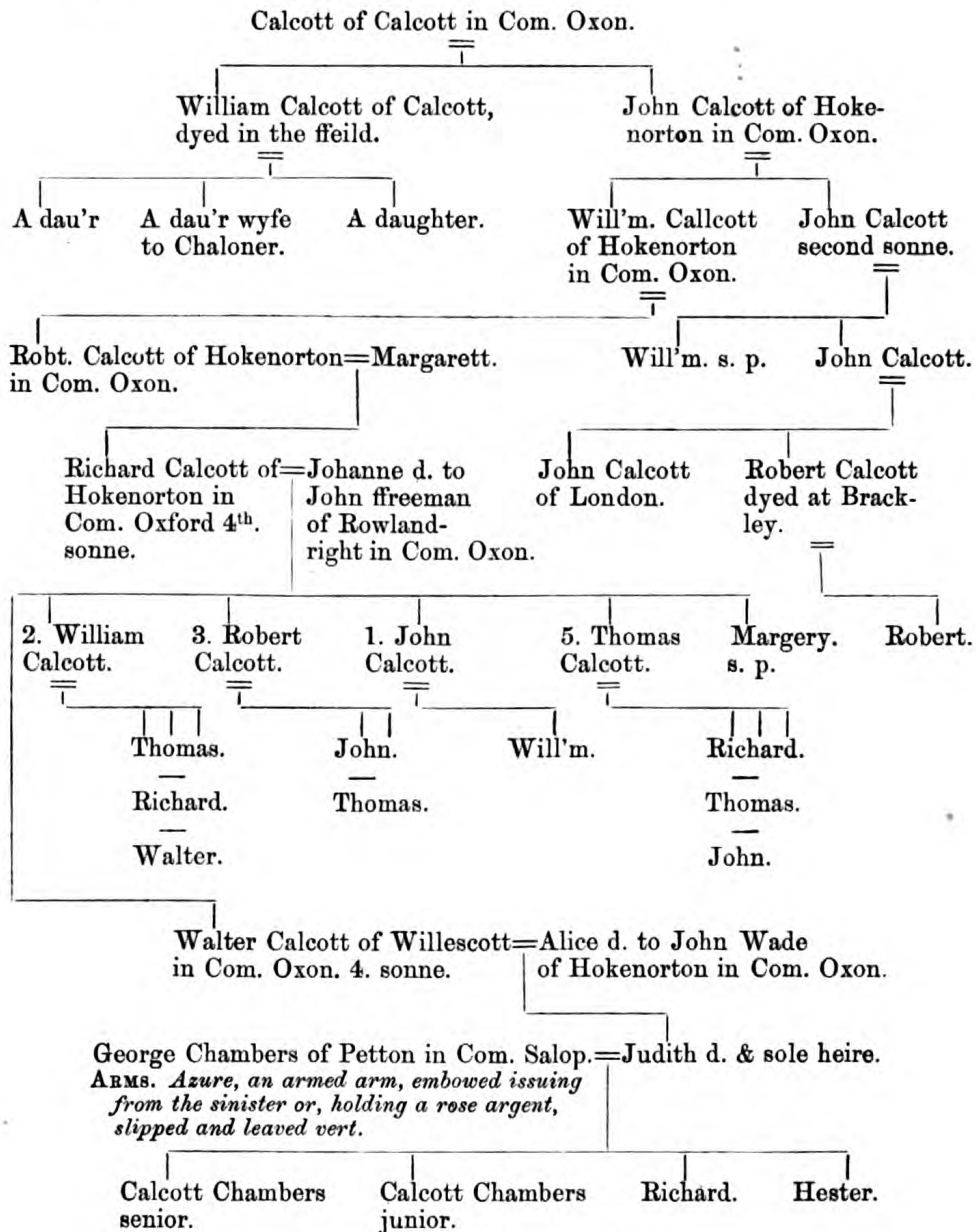 Calcott of Calcott in Com. Oxon.
William Calcott of Calcott,
dyed in the ffeild.
John Calcott of Hoke-
norton in Com. Oxon.
A dau'r
A dau'r wyfe
to Chaloner.
A daughter.
Will'm. Callcott
of Hokenorton
in Com. Oxon.
John Calcott
second sonne.
Robt. Calcott of Hokenorton=Margarett.
in Com. Oxon.
Will'm. s. p.
John Calcott.
Richard Calcott of=
Hokenorton in
Com. Oxford 4th.
sonne.
Johanne d. to
John ffreeman
of Rowland-
right in Com. Oxon.
John Calcott
of London.
Robert Calcott
dyed at Brack-
ley.
2. William
Calcott.
3. Robert
Calcott.
1. John
Calcott.
5. Thomas
Calcott.
Margery.
s. p.
Robert.
Thomas.
Richard.
Walter.
John.
Thomas.
Will'm.
Richard.
Thomas.
John.
Walter Calcott of Willescott=
in Com. Oxon. 4. sonne.
Alice d. to John Wade
of Hokenorton in Com. Oxon.
George Chambers of Petton in Com. Salop.=Judith d. & sole heire.
ARMS. Azure, an armed arm, embowed issuing
from the sinister or, holding a rose argent,
slipped and leaved vert.
Calcott Chambers
senior.
Calcott Chambers
junior.
Richard.
Hester.